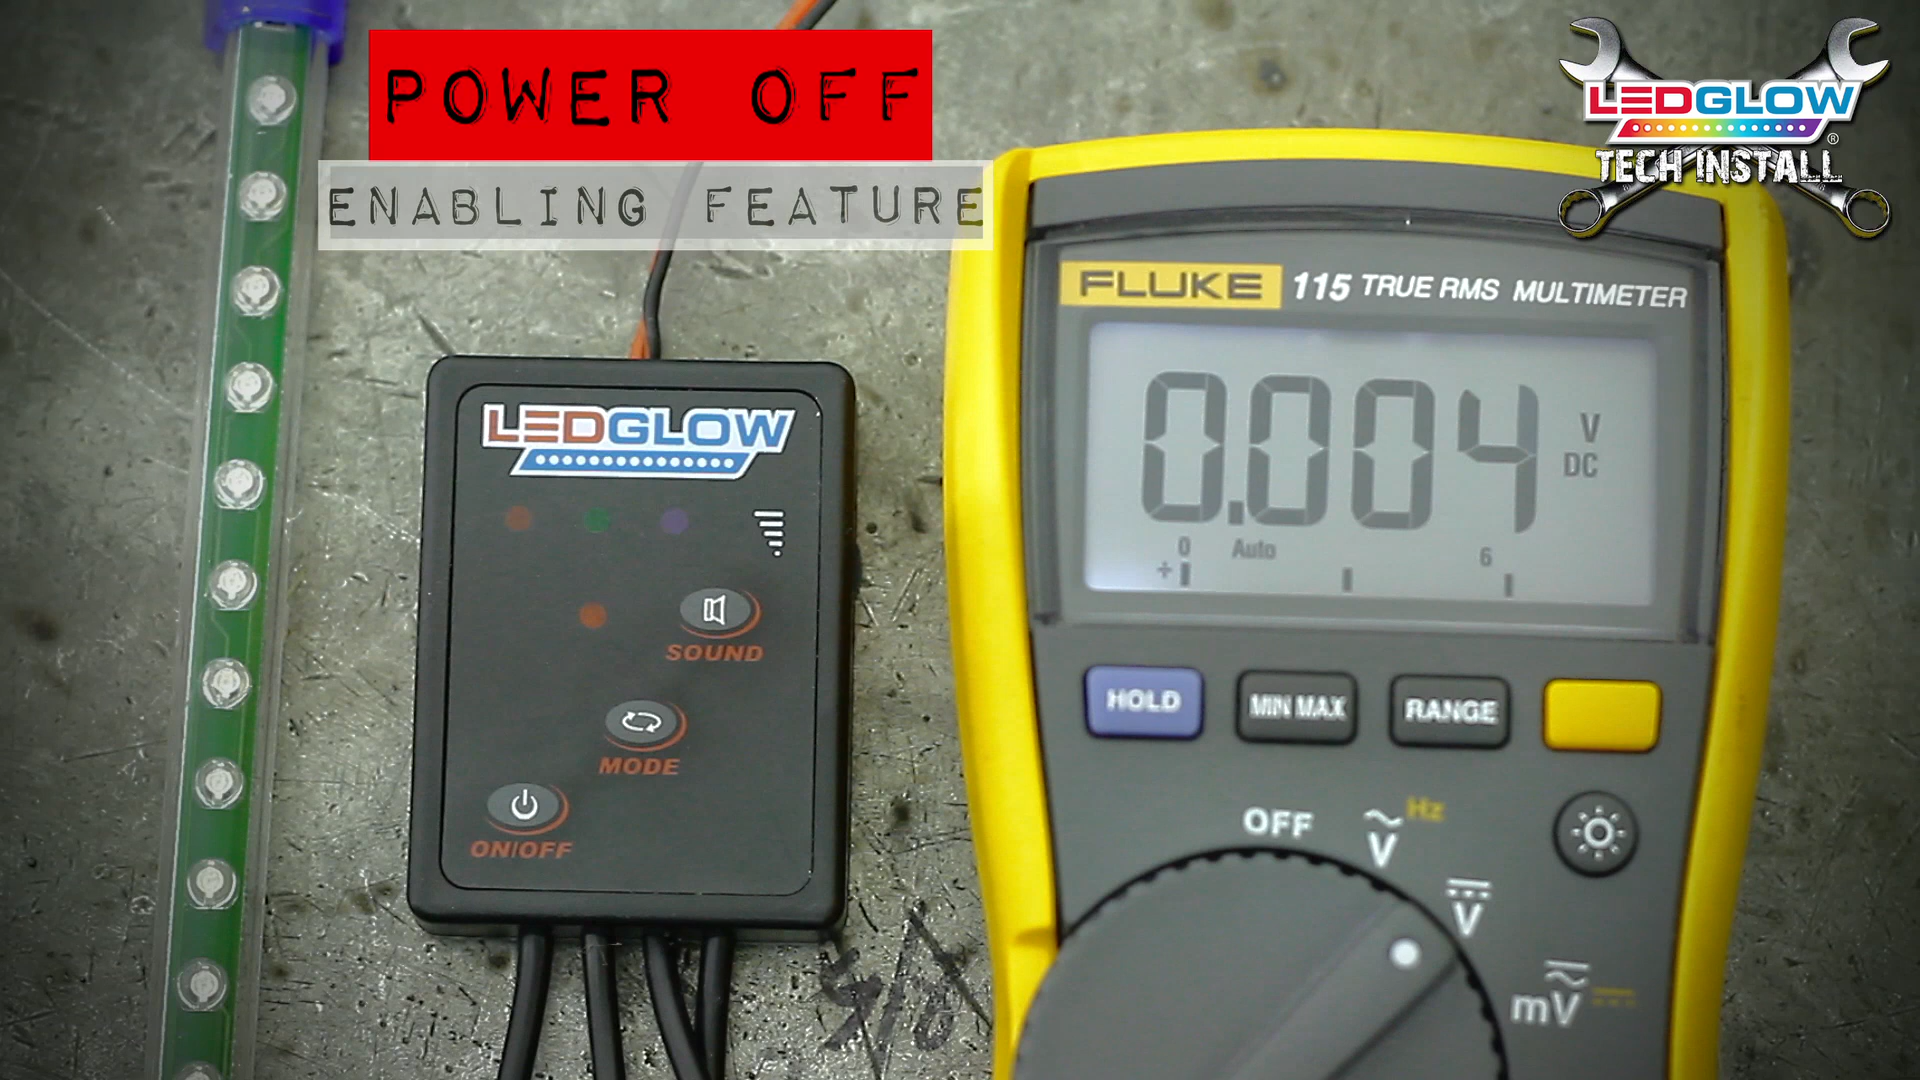 POWER OFF
ENABLING FEATURE
LEDGLOW®
TECH INSTALL
FLUKE 115 TRUE RMS MULTIMETER
0.004 V DC
0 Auto 6
+
HOLD MIN MAX RANGE
OFF V Hz
V
mV
LEDGLOW
SOUND
MODE
ON/OFF